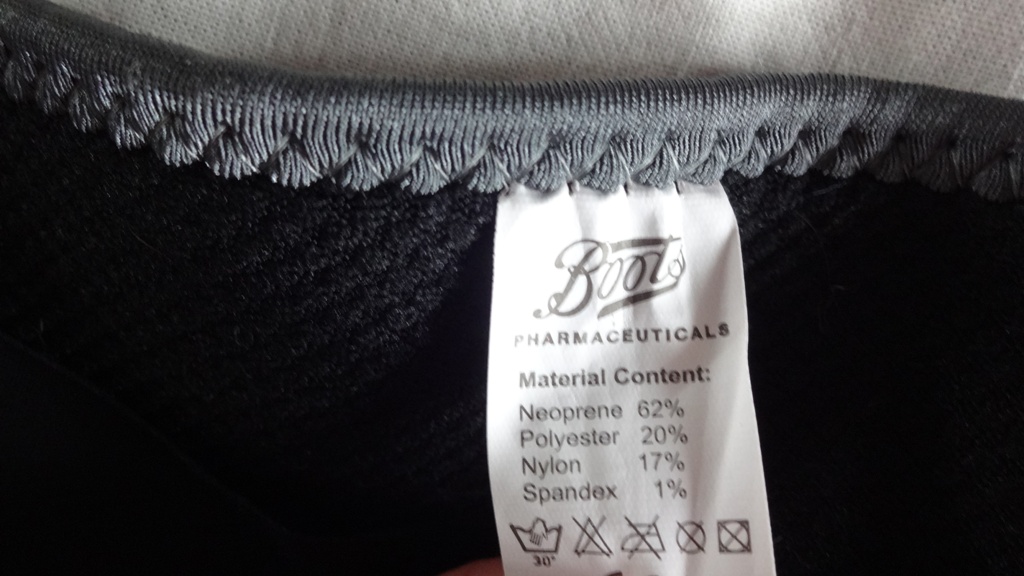 Boots
PHARMACEUTICALS
Material Content:
Neoprene 62%
Polyester 20%
Nylon 17%
Spandex 1%
30°